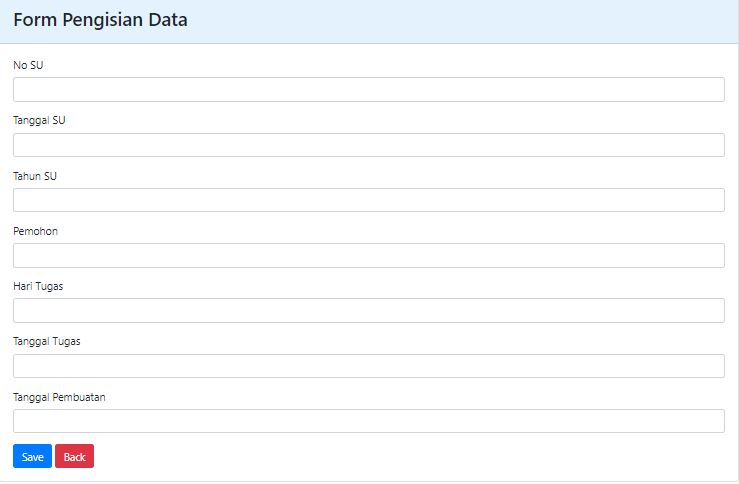 Form Pengisian Data
No SU
Tanggal SU
Tahun SU
Pemohon
Hari Tugas
Tanggal Tugas
Tanggal Pembuatan
Save Back